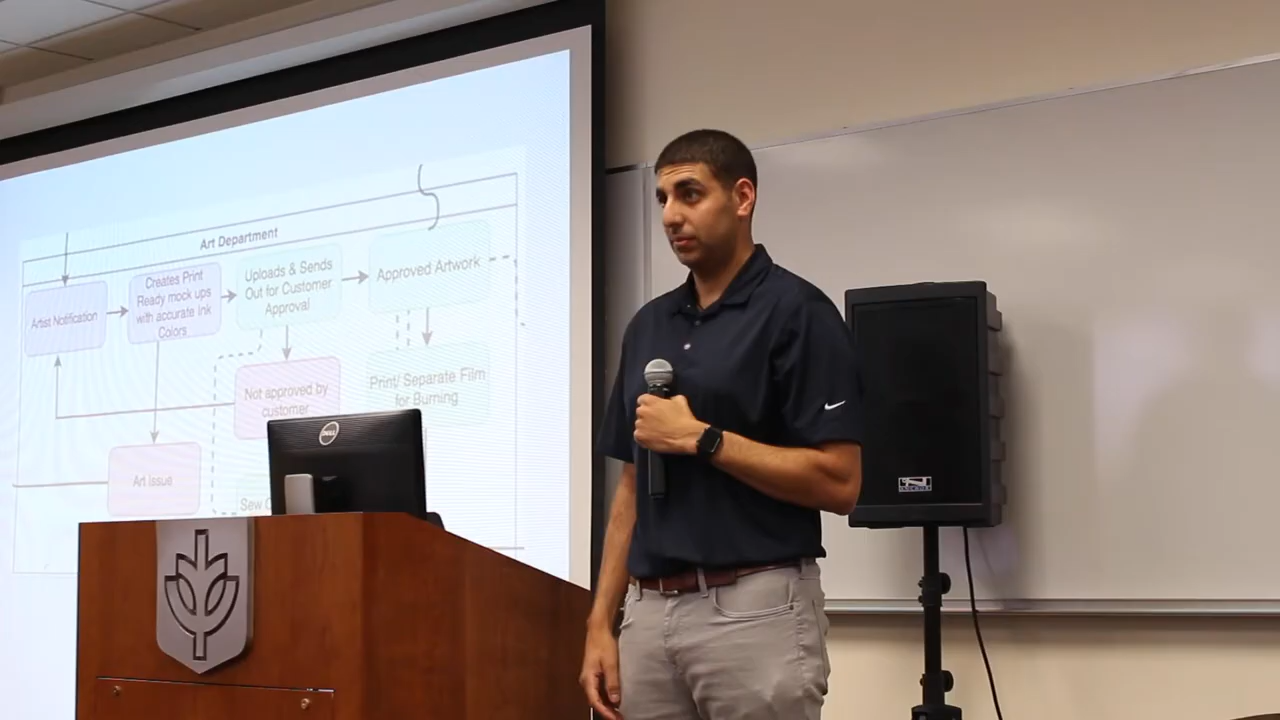 Art Department
Artist Notification
Creates Print
Ready mock ups
with accurate Ink
Colors
Uploads & Sends
Out for Customer
Approval
Approved Artwork
Not approved by
customer
Print/ Separate Film
for Burning
Art Issue
Sew
DELL